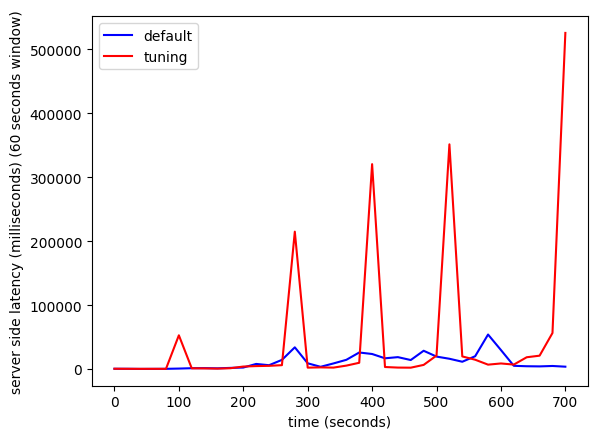 server side latency (milliseconds) (60 seconds window)
500000
400000
300000
200000
100000
0
default
tuning
0 100 200 300 400 500 600 700
time (seconds)